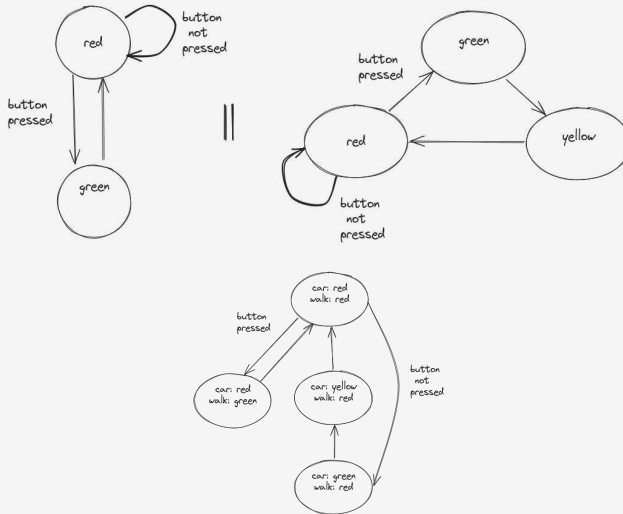 red
button
not
pressed
button
pressed
green
||
green
button
pressed
red
yellow
button
not
pressed
car: red
walk: red
button
pressed
car: red
walk: green
car: yellow
walk: red
button
not
pressed
car: green
walk: red